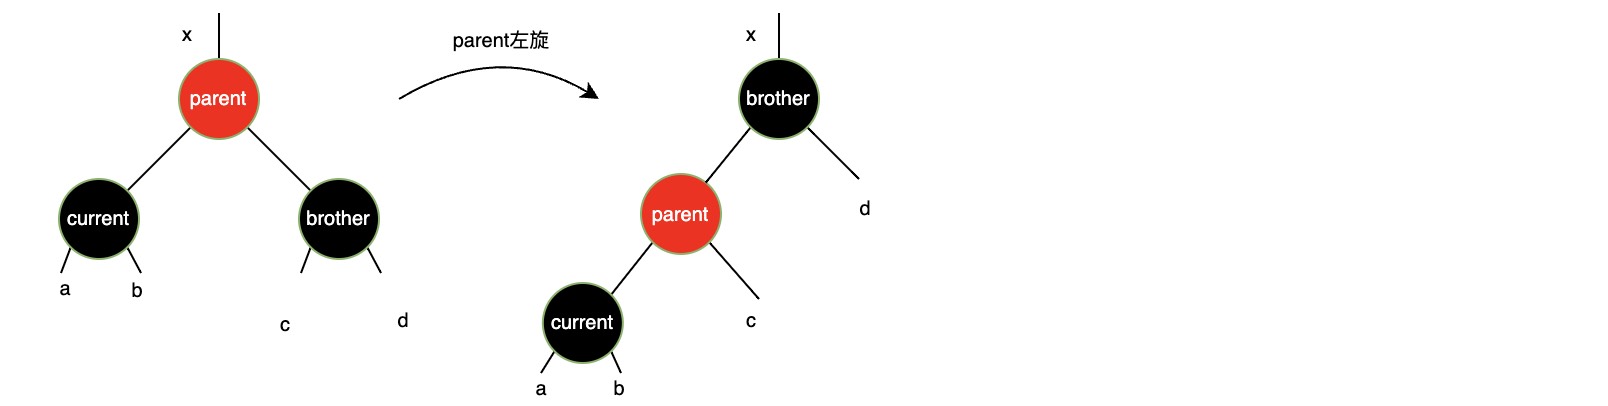 x
parent左旋
x
parent
brother
current
brother
parent
d
a
b
c
d
current
c
a
b